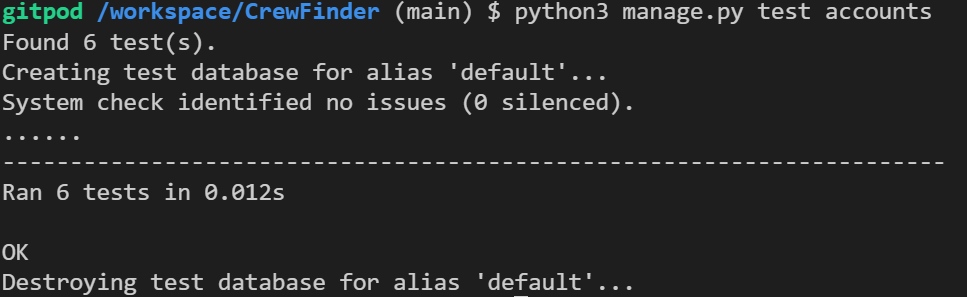 gitpod /workspace/CrewFinder (main) $ python3 manage.py test accounts
Found 6 test(s).
Creating test database for alias 'default'...
System check identified no issues (0 silenced).
......
----------------------------------------------------------------------
Ran 6 tests in 0.012s

OK
Destroying test database for alias 'default'...